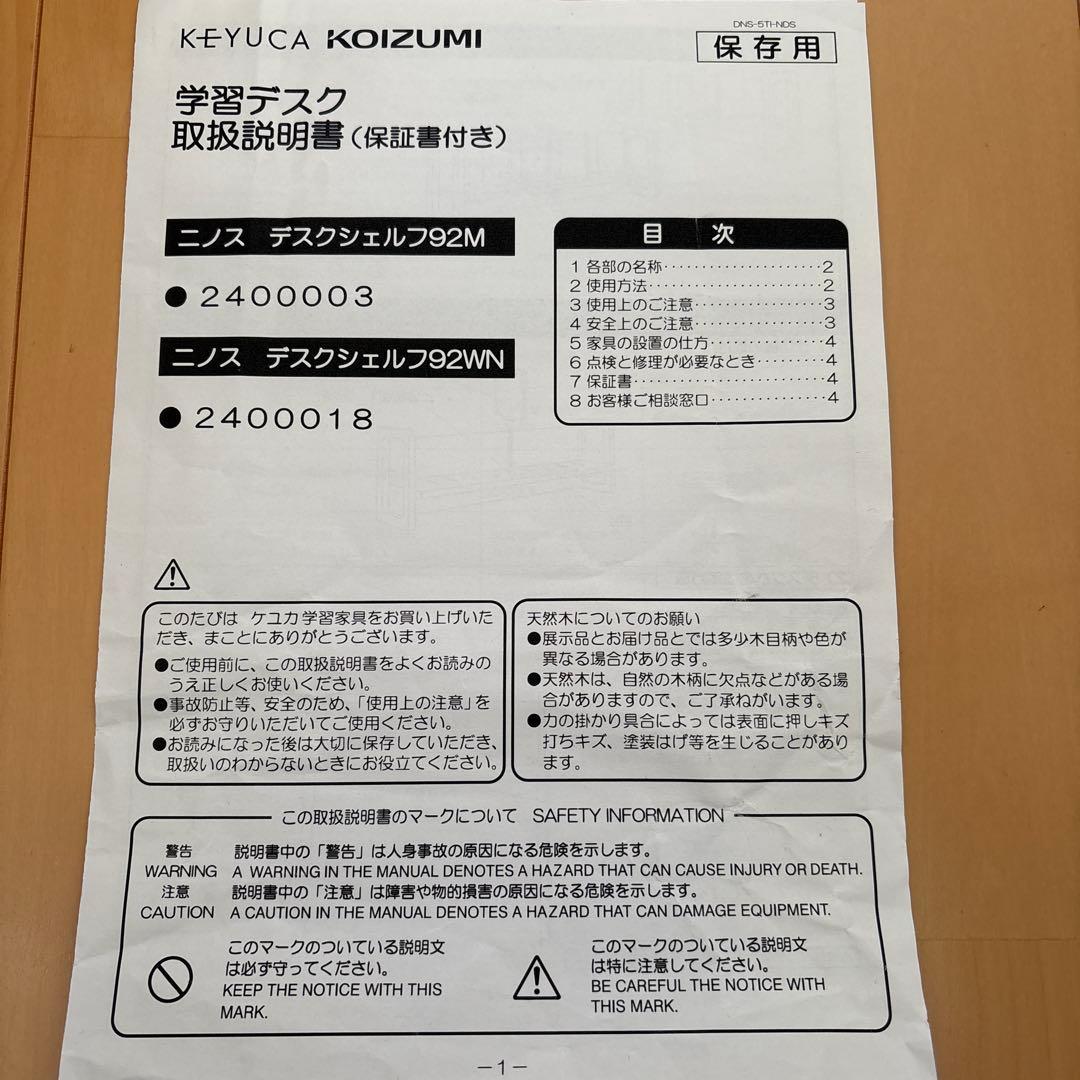 KEYUCA KOIZUMI
DNS-5TI-NDS
保存用
学習デスク
取扱説明書(保証書付き)
ニノス デスクシェルフ92M
●2400003
ニノス デスクシェルフ92WN
●2400018
目 次
1 各部の名称·····················2
2 使用方法·······················2
3 使用上のご注意·················3
4 安全上のご注意·················3
5 家具の設置の仕方···············4
6 点検と修理が必要なとき·········4
7 保証書·························4
8 お客様ご相談窓口···············4
このたびは ケユカ学習家具をお買い上げいた
だき、まことにありがとうございます。
●ご使用前に、この取扱説明書をよくお読みの
うえ正しくお使いください。
●事故防止等、安全のため、「使用上の注意」を
必ずお守りいただいてご使用ください。
●お読みになった後は大切に保存していただき、
取扱いのわからないときにお役立てください。
天然木についてのお願い
●展示品とお届け品とでは多少木目柄や色が
異なる場合があります。
●天然木は、自然の木柄に欠点などがある場
合がありますので、ご了承ねがいます。
●力の掛かり具合によっては表面に押しキズ
打ちキズ、塗装はげ等を生じることがあり
ます。
この取扱説明書のマークについて SAFETY INFORMATION
警告 説明書中の「警告」は人身事故の原因になる危険を示します。
WARNING A WARNING IN THE MANUAL DENOTES A HAZARD THAT CAN CAUSE INJURY OR DEATH.
注意 説明書中の「注意」は障害や物的損害の原因になる危険を示します。
CAUTION A CAUTION IN THE MANUAL DENOTES A HAZARD THAT CAN DAMAGE EQUIPMENT.
このマークのついている説明文
は必ず守ってください。
KEEP THE NOTICE WITH THIS
MARK.
このマークのついている説明文
は特に注意してください。
BE CAREFUL THE NOTICE WITH
THIS MARK.
－1－